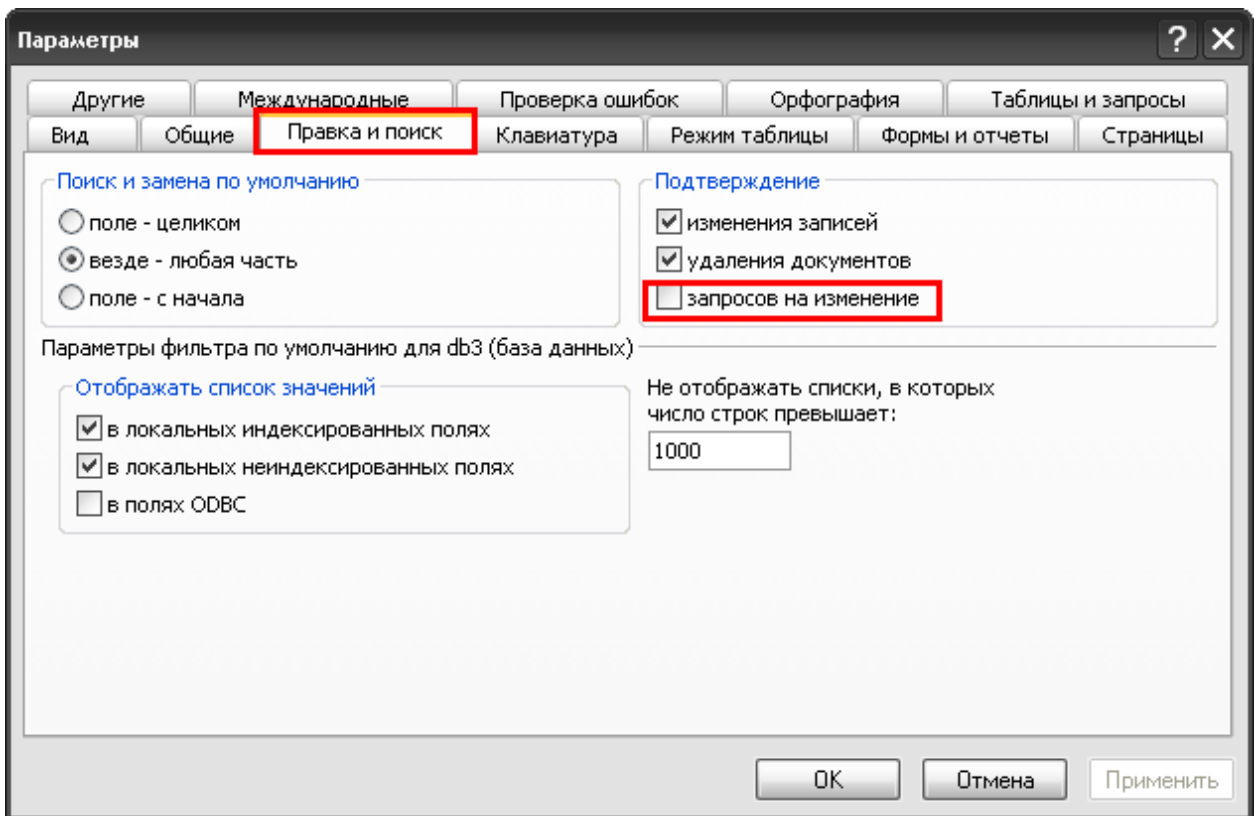 Параметры
Другие Международные Проверка ошибок Орфография Таблицы и запросы
Вид Общие Правка и поиск Клавиатура Режим таблицы Формы и отчеты Страницы
Поиск и замена по умолчанию
поле - целиком
везде - любая часть
поле - с начала
Подтверждение
изменения записей
удаления документов
запросов на изменение
Параметры фильтра по умолчанию для db3 (база данных)
Отображать список значений
в локальных индексированных полях
в локальных неиндексированных полях
в полях ODBC
Не отображать списки, в которых
число строк превышает:
1000
ОК Отмена Применить